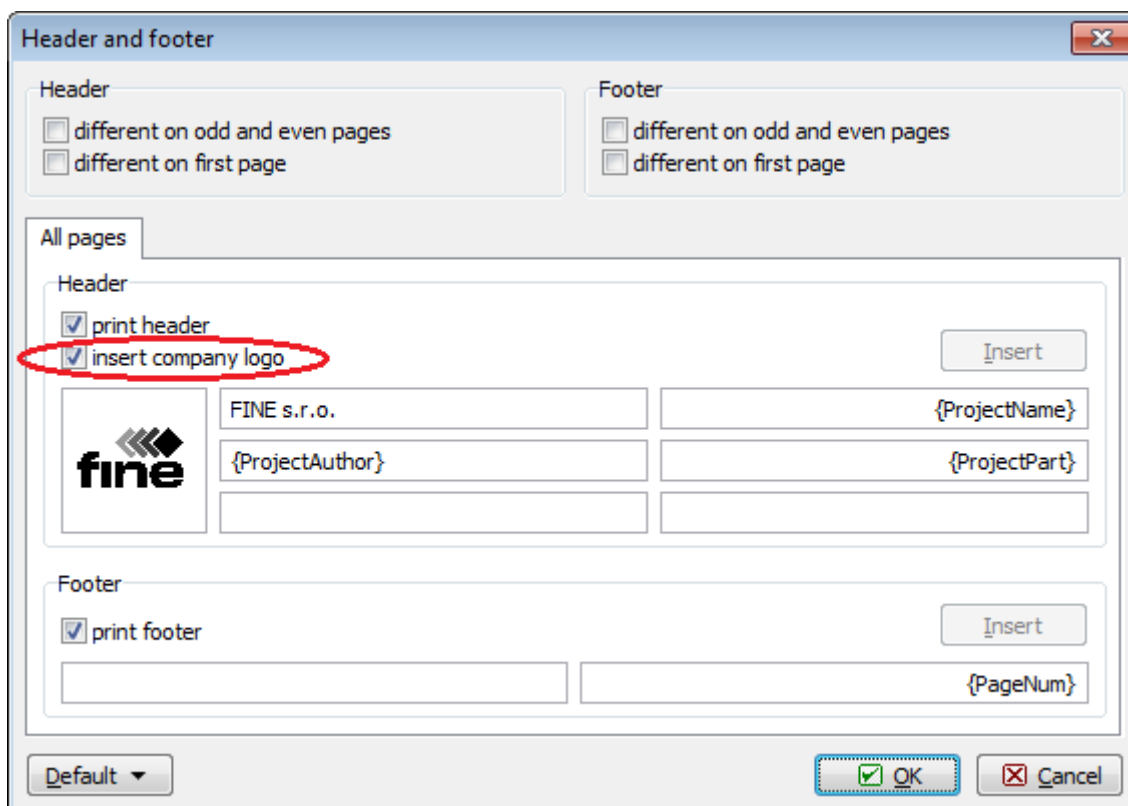 Header and footer
Header
different on odd and even pages
different on first page
Footer
different on odd and even pages
different on first page
All pages
Header
print header
insert company logo
Insert
fine
FINE s.r.o.
{ProjectName}
{ProjectAuthor}
{ProjectPart}
Footer
print footer
Insert
{PageNum}
Default
OK
Cancel